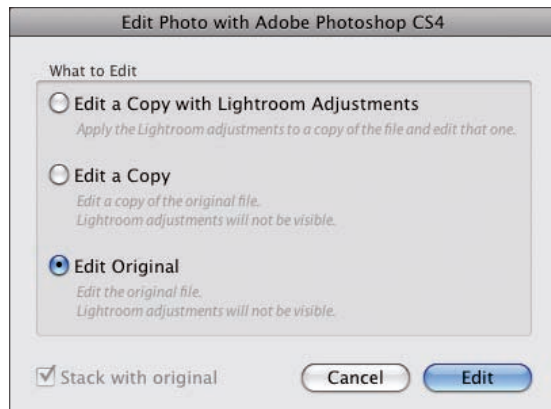 Edit Photo with Adobe Photoshop CS4
What to Edit
Edit a Copy with Lightroom Adjustments
Apply the Lightroom adjustments to a copy of the file and edit that one.
Edit a Copy
Edit a copy of the original file.
Lightroom adjustments will not be visible.
Edit Original
Edit the original file.
Lightroom adjustments will not be visible.
Stack with original
Cancel
Edit